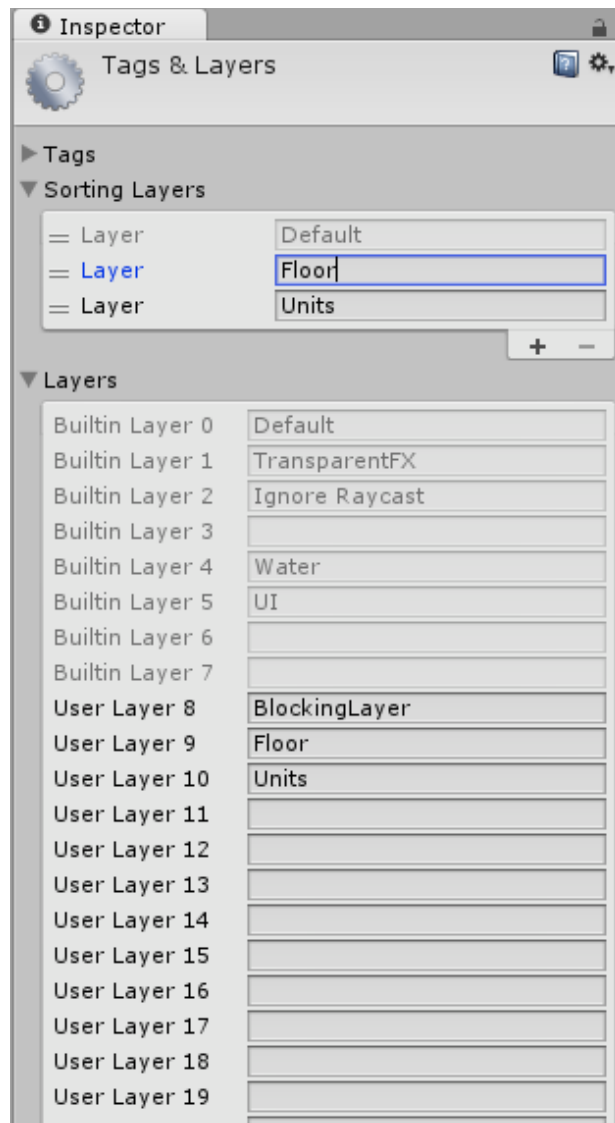 Inspector
Tags & Layers
Tags
Sorting Layers
Layer Default
Layer Floor
Layer Units
+ −
Layers
Builtin Layer 0 Default
Builtin Layer 1 TransparentFX
Builtin Layer 2 Ignore Raycast
Builtin Layer 3
Builtin Layer 4 Water
Builtin Layer 5 UI
Builtin Layer 6
Builtin Layer 7
User Layer 8 BlockingLayer
User Layer 9 Floor
User Layer 10 Units
User Layer 11
User Layer 12
User Layer 13
User Layer 14
User Layer 15
User Layer 16
User Layer 17
User Layer 18
User Layer 19